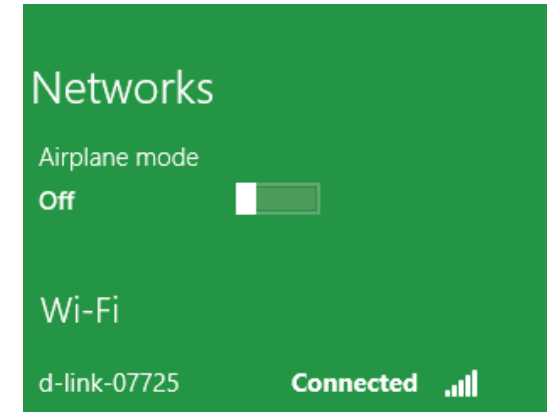 Networks
Airplane mode
Off
Wi-Fi
d-link-07725 Connected